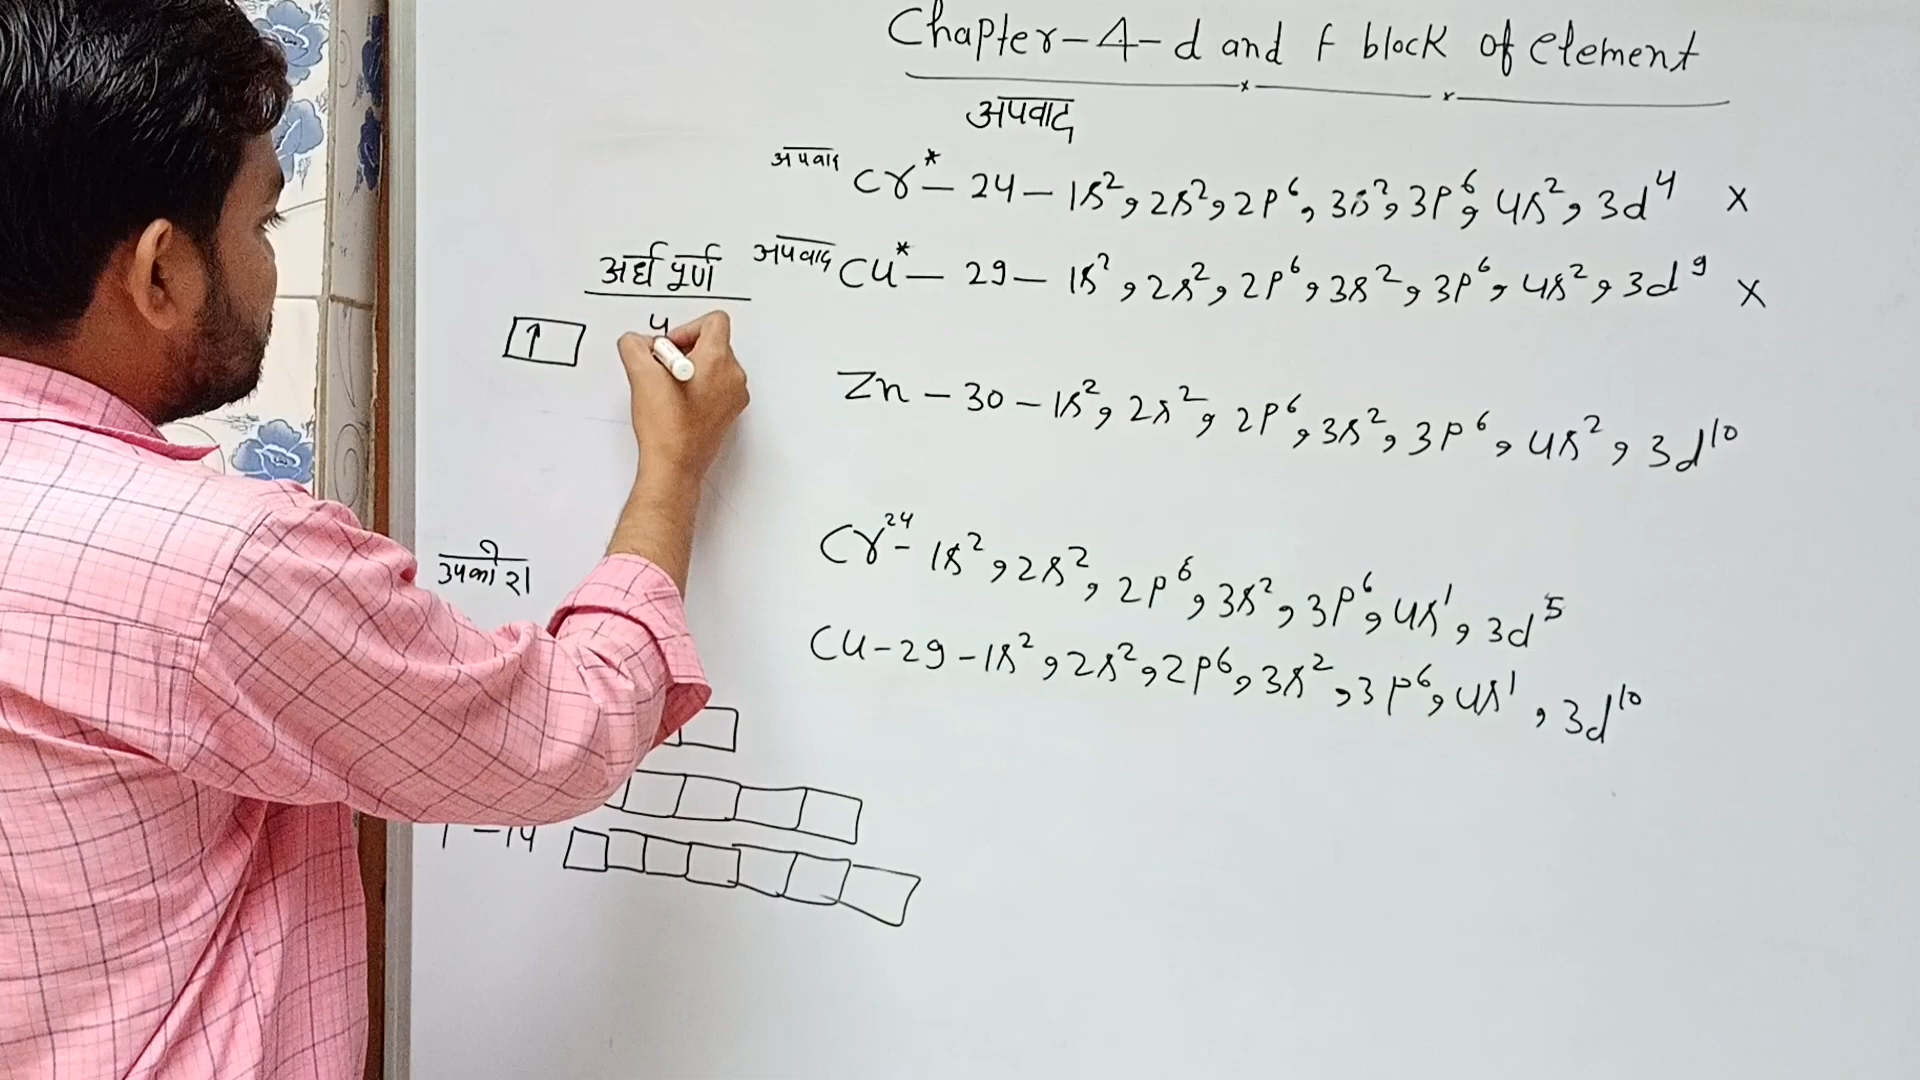 Chapter-4-d and f block of element
अपवाद
अपवाद Cr* - 24 - 1s², 2s², 2p⁶, 3s², 3p⁶, 4s², 3d⁴ ×
अपवाद Cu* - 29 - 1s², 2s², 2p⁶, 3s², 3p⁶, 4s², 3d⁹ ×
अर्ध पूर्ण
↑
Zn - 30 - 1s², 2s², 2p⁶, 3s², 3p⁶, 4s², 3d¹⁰
Cr²⁴ - 1s², 2s², 2p⁶, 3s², 3p⁶, 4s¹, 3d⁵
उपकोश
Cu - 29 - 1s², 2s², 2p⁶, 3s², 3p⁶, 4s¹, 3d¹⁰
- 14